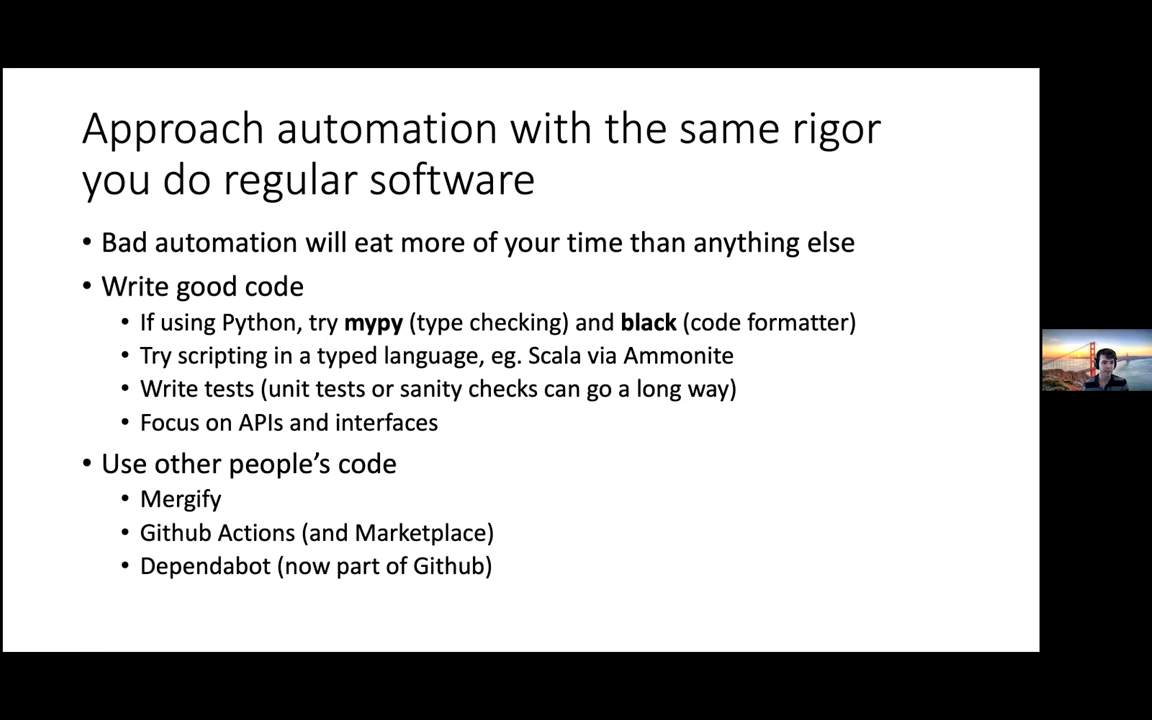 Approach automation with the same rigor
you do regular software
• Bad automation will eat more of your time than anything else
• Write good code
• If using Python, try mypy (type checking) and black (code formatter)
• Try scripting in a typed language, eg. Scala via Ammonite
• Write tests (unit tests or sanity checks can go a long way)
• Focus on APIs and interfaces
• Use other people’s code
• Mergify
• Github Actions (and Marketplace)
• Dependabot (now part of Github)